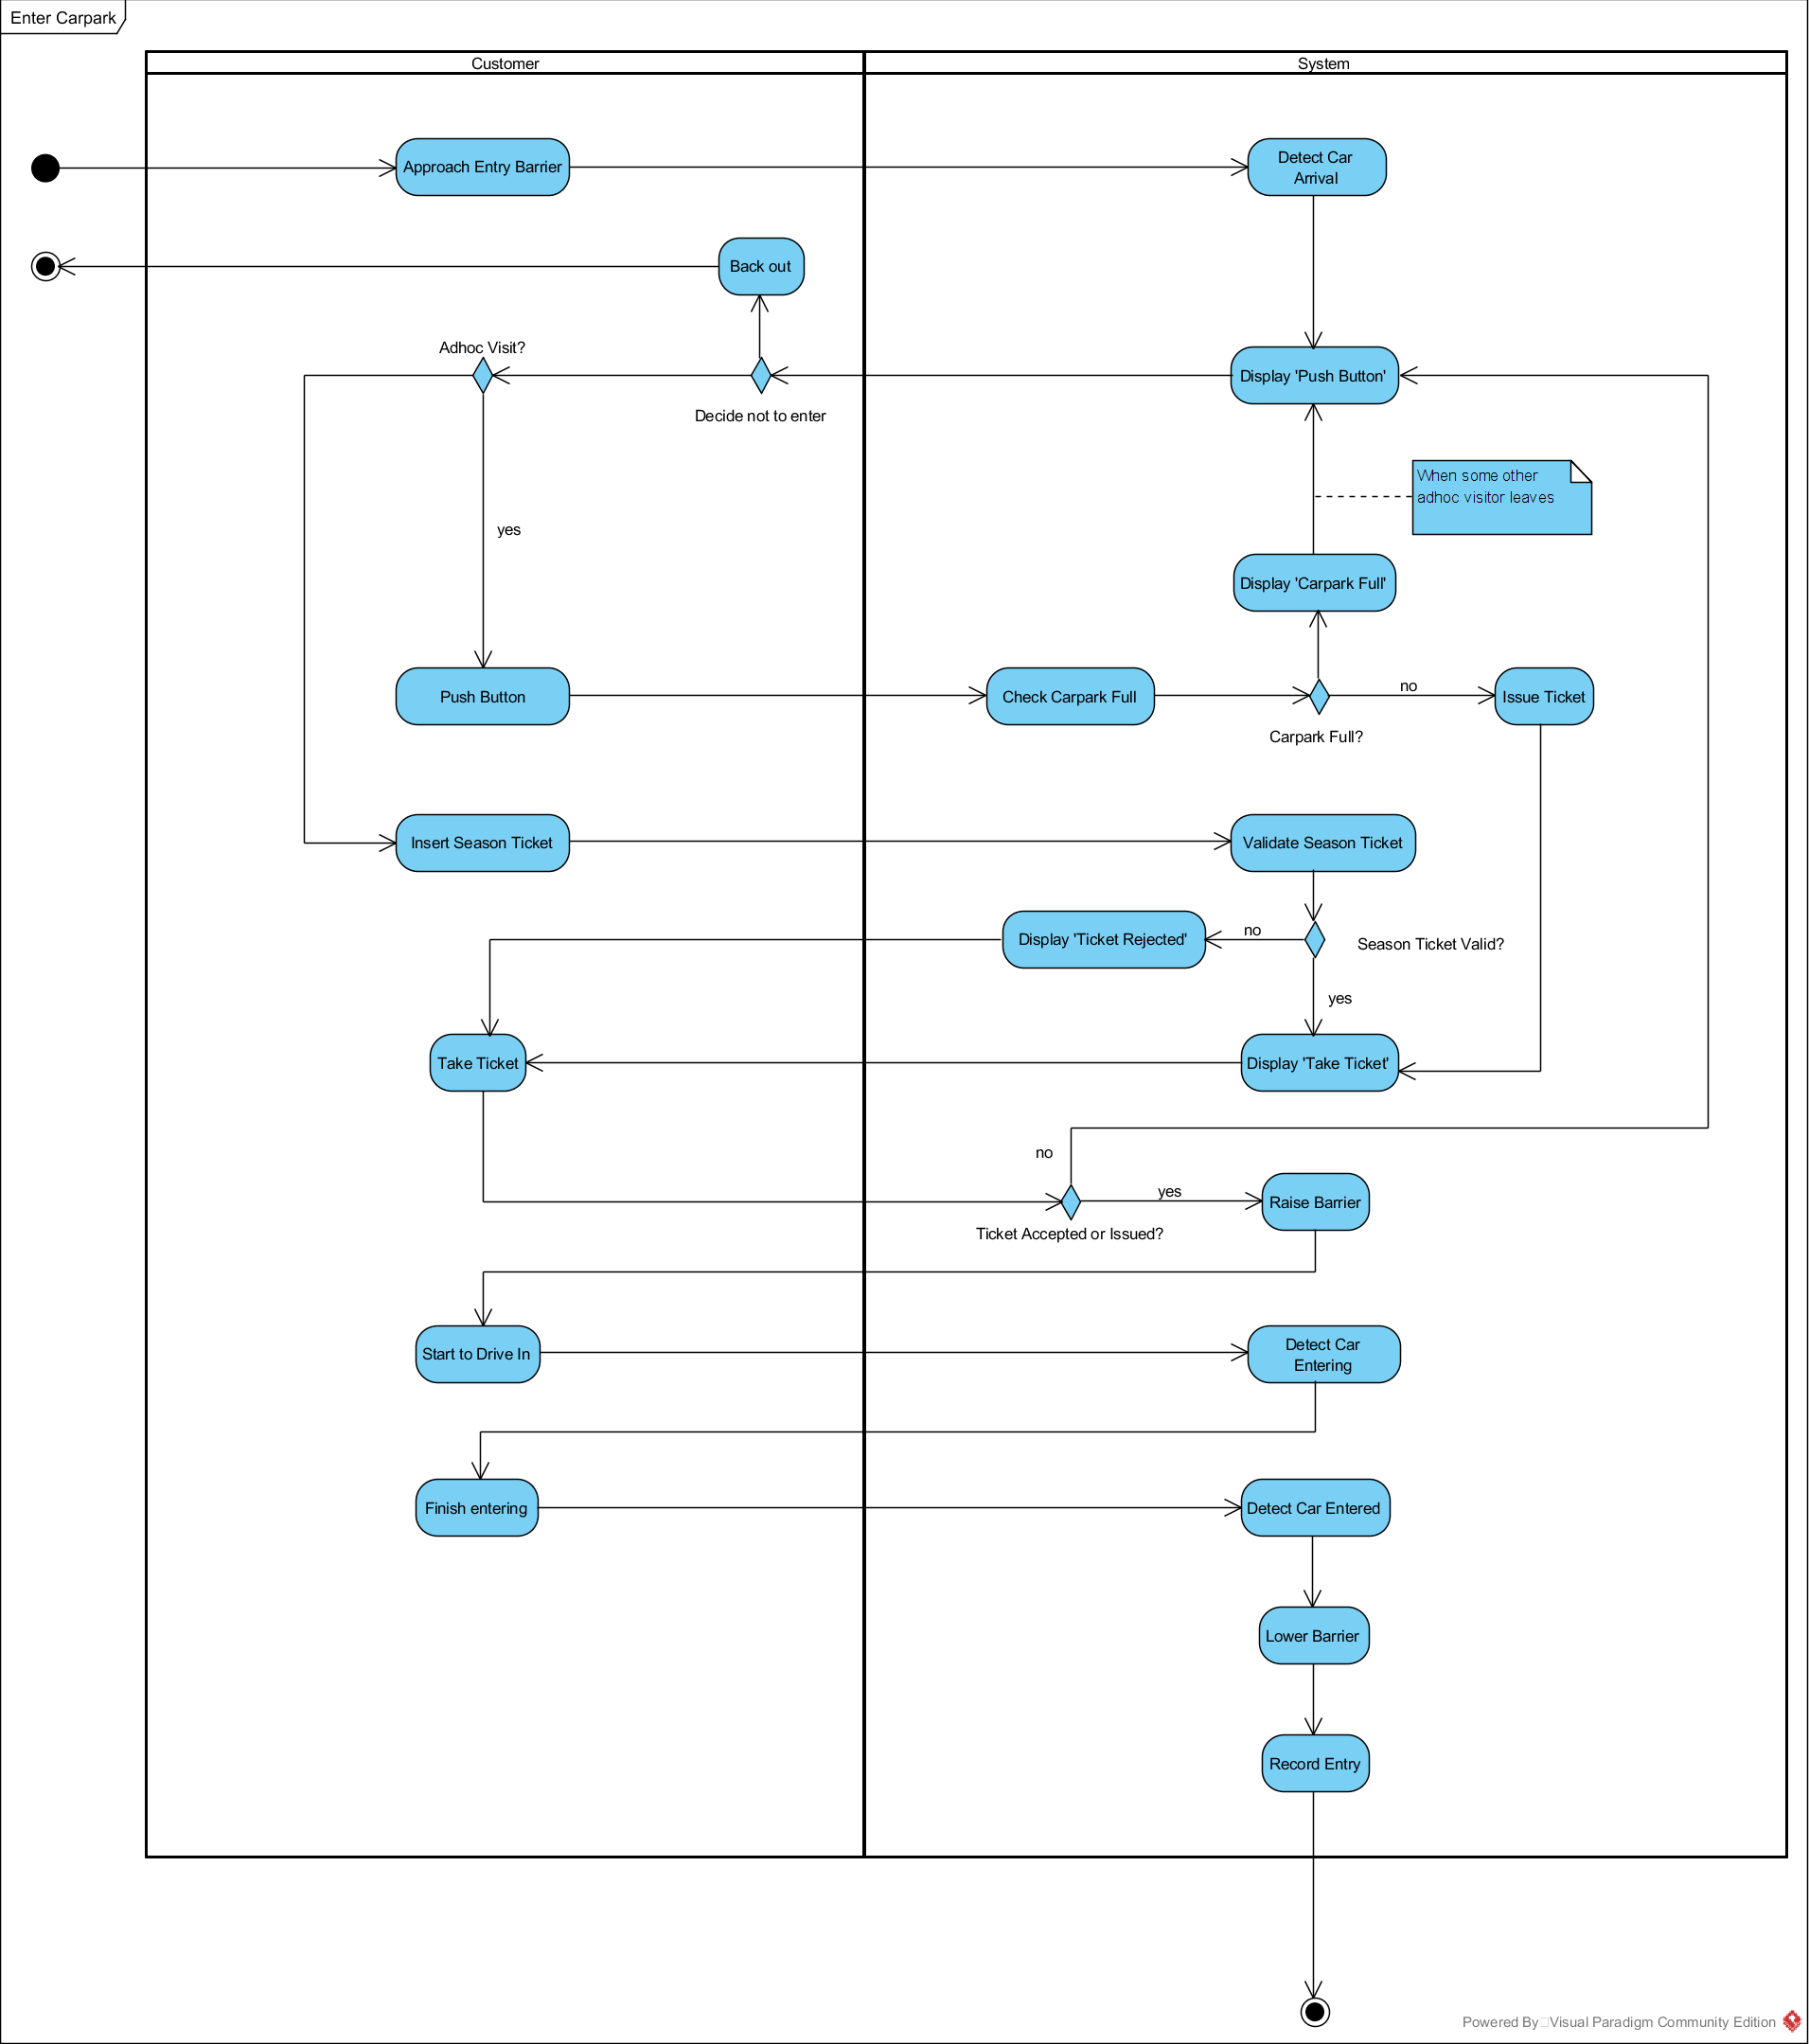 Enter Carpark
Customer
System
Approach Entry Barrier
Detect Car
Arrival
Back out
Adhoc Visit?
Display 'Push Button'
Decide not to enter
When some other
adhoc visitor leaves
yes
Display 'Carpark Full'
Push Button
Check Carpark Full
no
Issue Ticket
Carpark Full?
Insert Season Ticket
Validate Season Ticket
Display 'Ticket Rejected'
no
Season Ticket Valid?
yes
Take Ticket
Display 'Take Ticket'
no
yes
Raise Barrier
Ticket Accepted or Issued?
Start to Drive In
Detect Car
Entering
Finish entering
Detect Car Entered
Lower Barrier
Record Entry
Powered By Visual Paradigm Community Edition